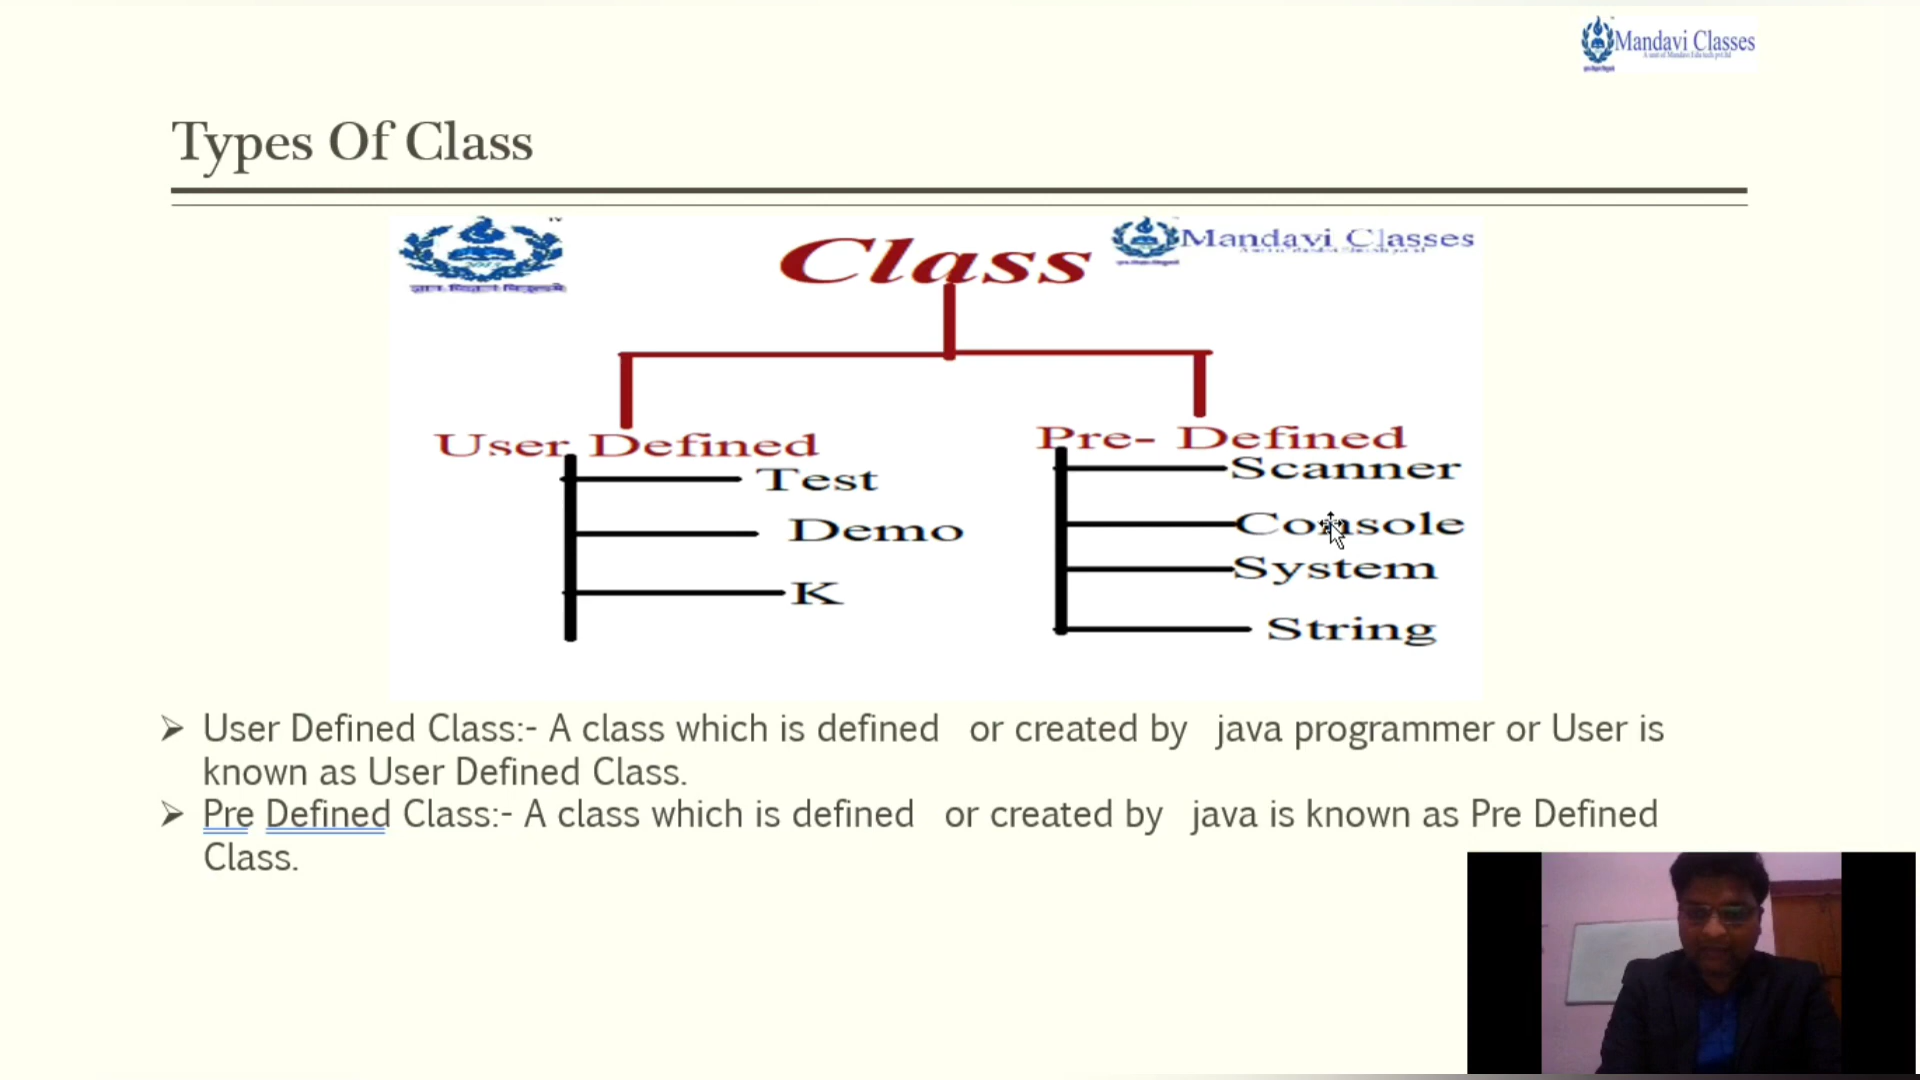 Mandavi Classes
Types Of Class
Class
Mandavi Classes
User Defined
Pre- Defined
Test
Demo
K
Scanner
Console
System
String
User Defined Class:- A class which is defined or created by java programmer or User is
known as User Defined Class.
Pre Defined Class:- A class which is defined or created by java is known as Pre Defined
Class.